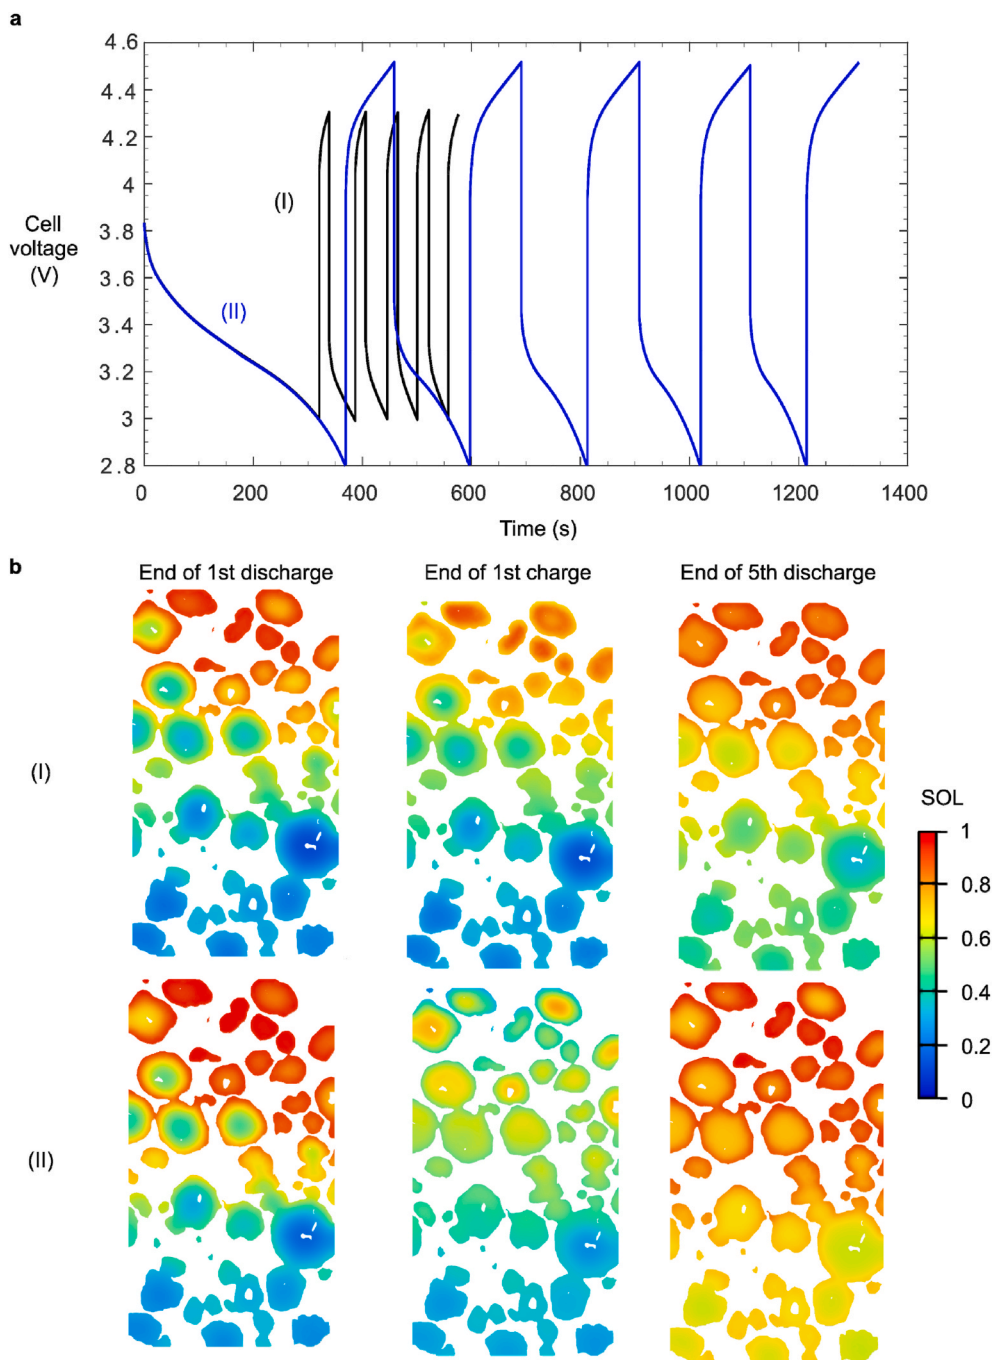 a
4.6
4.4
4.2
4
3.8
3.6
3.4
3.2
3
2.8
Cell
voltage
(V)
(I)
(II)
0
200
400
600
800
1000
1200
1400
Time (s)
b
End of 1st discharge
End of 1st charge
End of 5th discharge
(I)
(II)
SOL
1
0.8
0.6
0.4
0.2
0